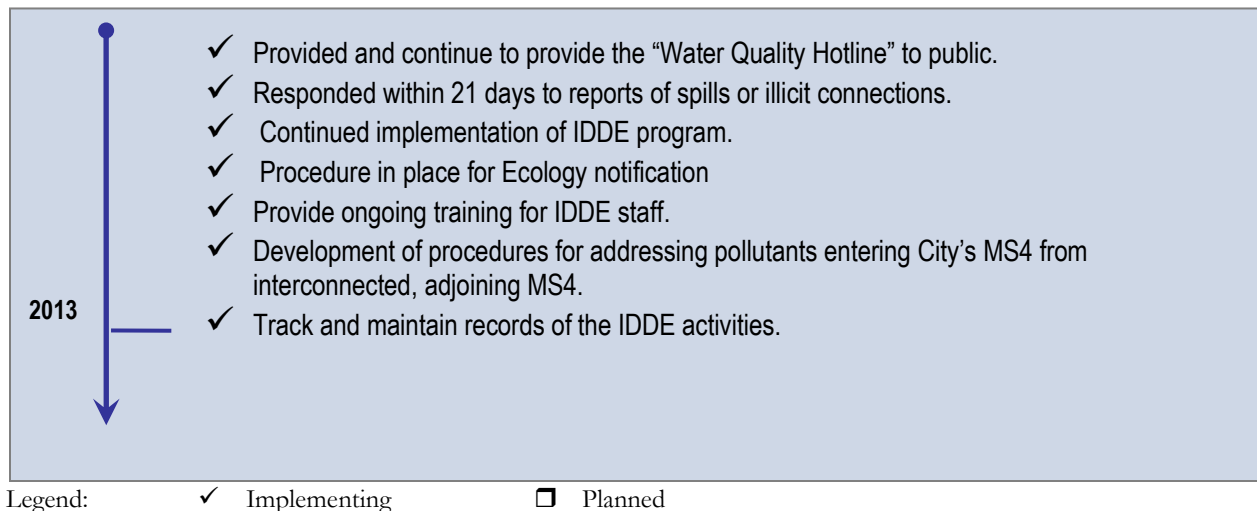 ✓ Provided and continue to provide the “Water Quality Hotline” to public.
✓ Responded within 21 days to reports of spills or illicit connections.
✓ Continued implementation of IDDE program.
✓ Procedure in place for Ecology notification
✓ Provide ongoing training for IDDE staff.
✓ Development of procedures for addressing pollutants entering City’s MS4 from
interconnected, adjoining MS4.
2013
✓ Track and maintain records of the IDDE activities.
Legend: ✓ Implementing ❒ Planned